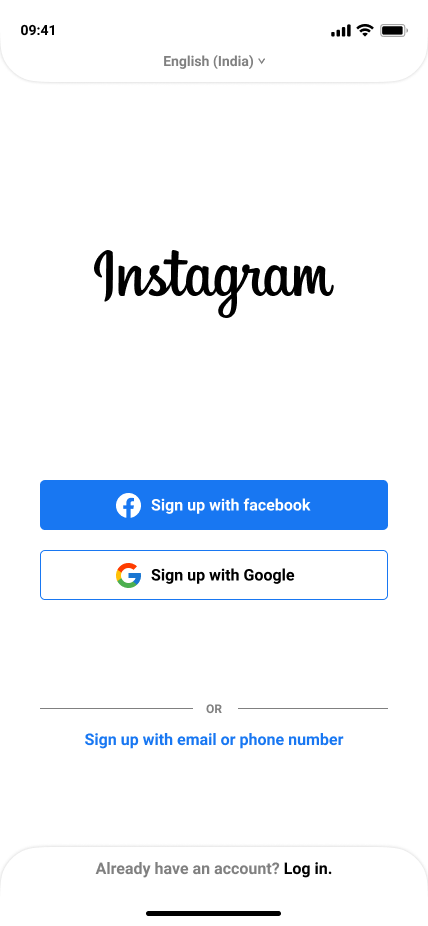 09:41
English (India)
Instagram
Sign up with facebook
Sign up with Google
OR
Sign up with email or phone number
Already have an account? Log in.